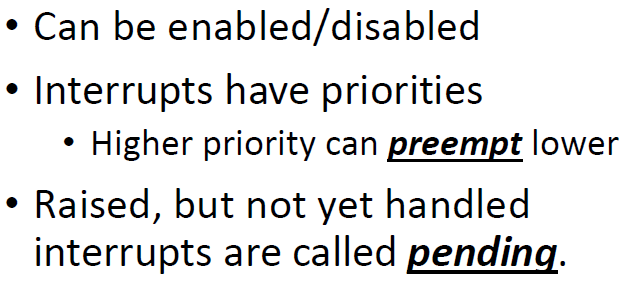 • Can be enabled/disabled
• Interrupts have priorities
• Higher priority can preempt lower
• Raised, but not yet handled
interrupts are called pending.